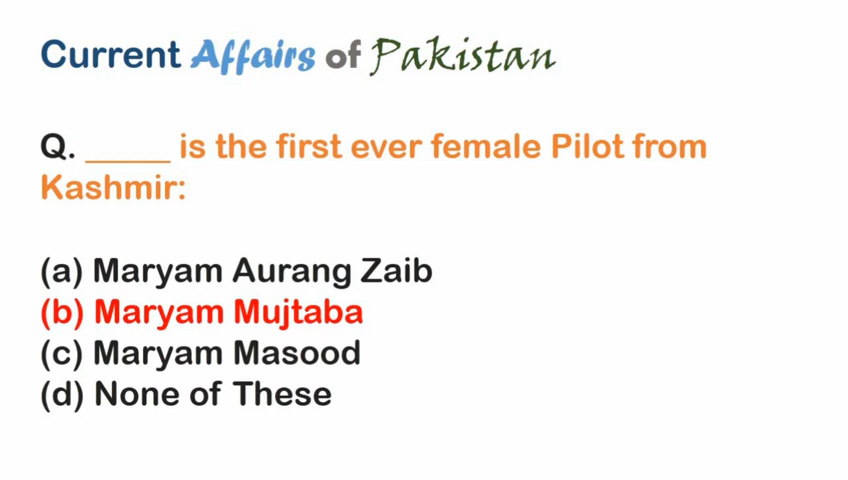 Current Affairs of Pakistan
Q. _____ is the first ever female Pilot from
Kashmir:
(a) Maryam Aurang Zaib
(b) Maryam Mujtaba
(c) Maryam Masood
(d) None of These